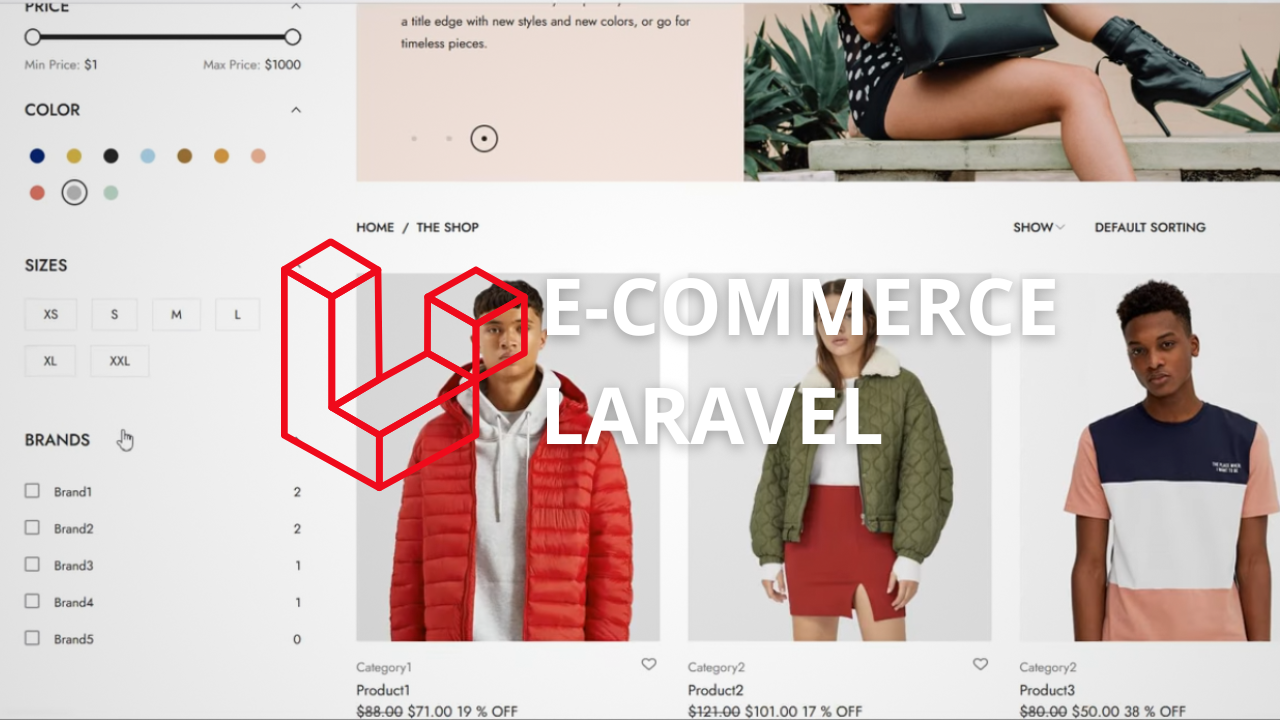 PRICE
Min Price: $1
Max Price: $1000
COLOR
SIZES
XS
S
M
L
XL
XXL
BRANDS
Brand1
2
Brand2
2
Brand3
1
Brand4
1
Brand5
0
a title edge with new styles and new colors, or go for
timeless pieces.
HOME / THE SHOP
SHOW
DEFAULT SORTING
E-COMMERCE
LARAVEL
Category1
Product1
$88.00 $71.00 19 % OFF
Category2
Product2
$121.00 $101.00 17 % OFF
Category2
Product3
$80.00 $50.00 38 % OFF